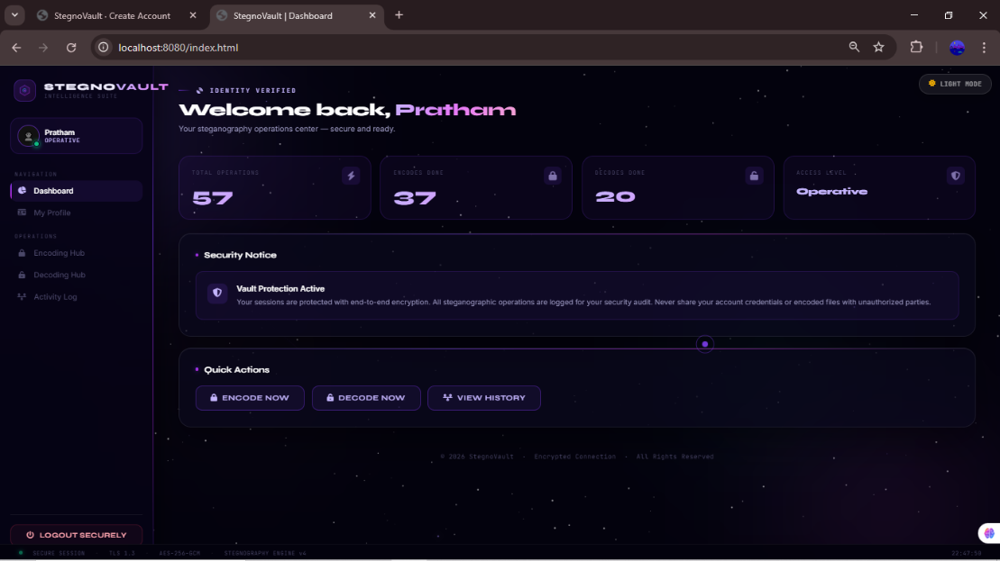 StegnoVault · Create Account
StegnoVault | Dashboard
localhost:8080/index.html
STEGNOVAULT
INTELLIGENCE SUITE
LIGHT MODE
IDENTITY VERIFIED
Welcome back, Pratham
Your steganography operations center — secure and ready.
Pratham
OPERATIVE
NAVIGATION
Dashboard
My Profile
OPERATIONS
Encoding Hub
Decoding Hub
Activity Log
TOTAL OPERATIONS
57
ENCODES DONE
37
DECODES DONE
20
ACCESS LEVEL
Operative
Security Notice
Vault Protection Active
Your sessions are protected with end-to-end encryption. All steganographic operations are logged for your security audit. Never share your account credentials or encoded files with unauthorized parties.
Quick Actions
ENCODE NOW
DECODE NOW
VIEW HISTORY
© 2026 StegnoVault - Encrypted Connection - All Rights Reserved
LOGOUT SECURELY
SECURE SESSION · TLS 1.3 · AES-256-GCM · STEGNOGRAPHY ENGINE v4
22:47:50